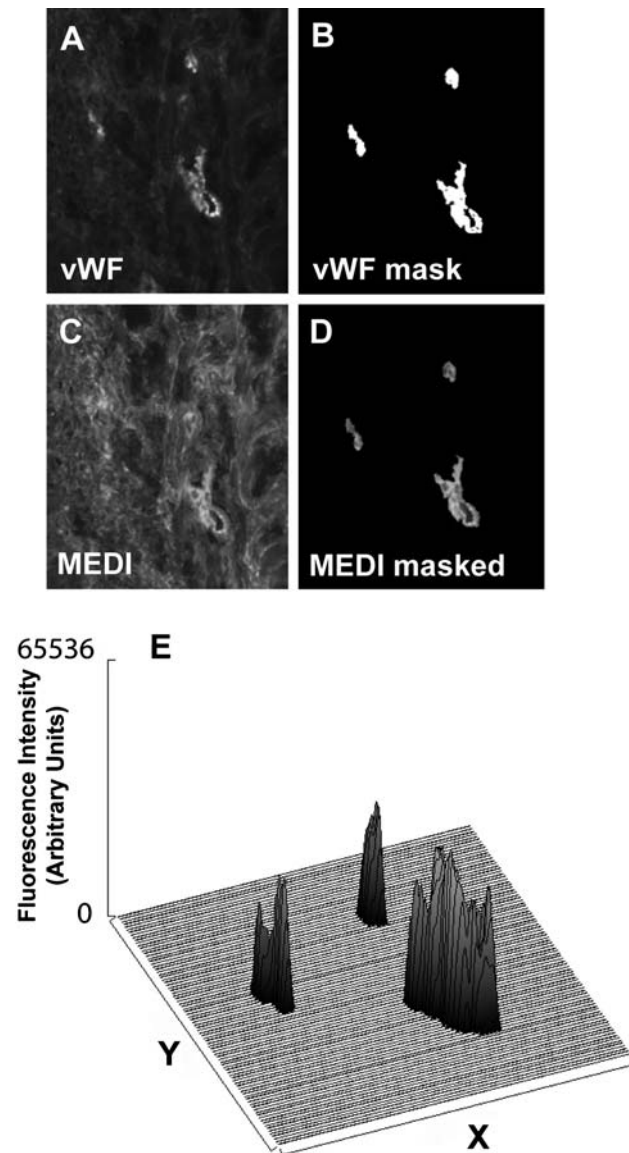 A
vWF
B
vWF mask
C
MEDI
D
MEDI masked
E
65536
Fluorescence Intensity
(Arbitrary Units)
0
Y
X